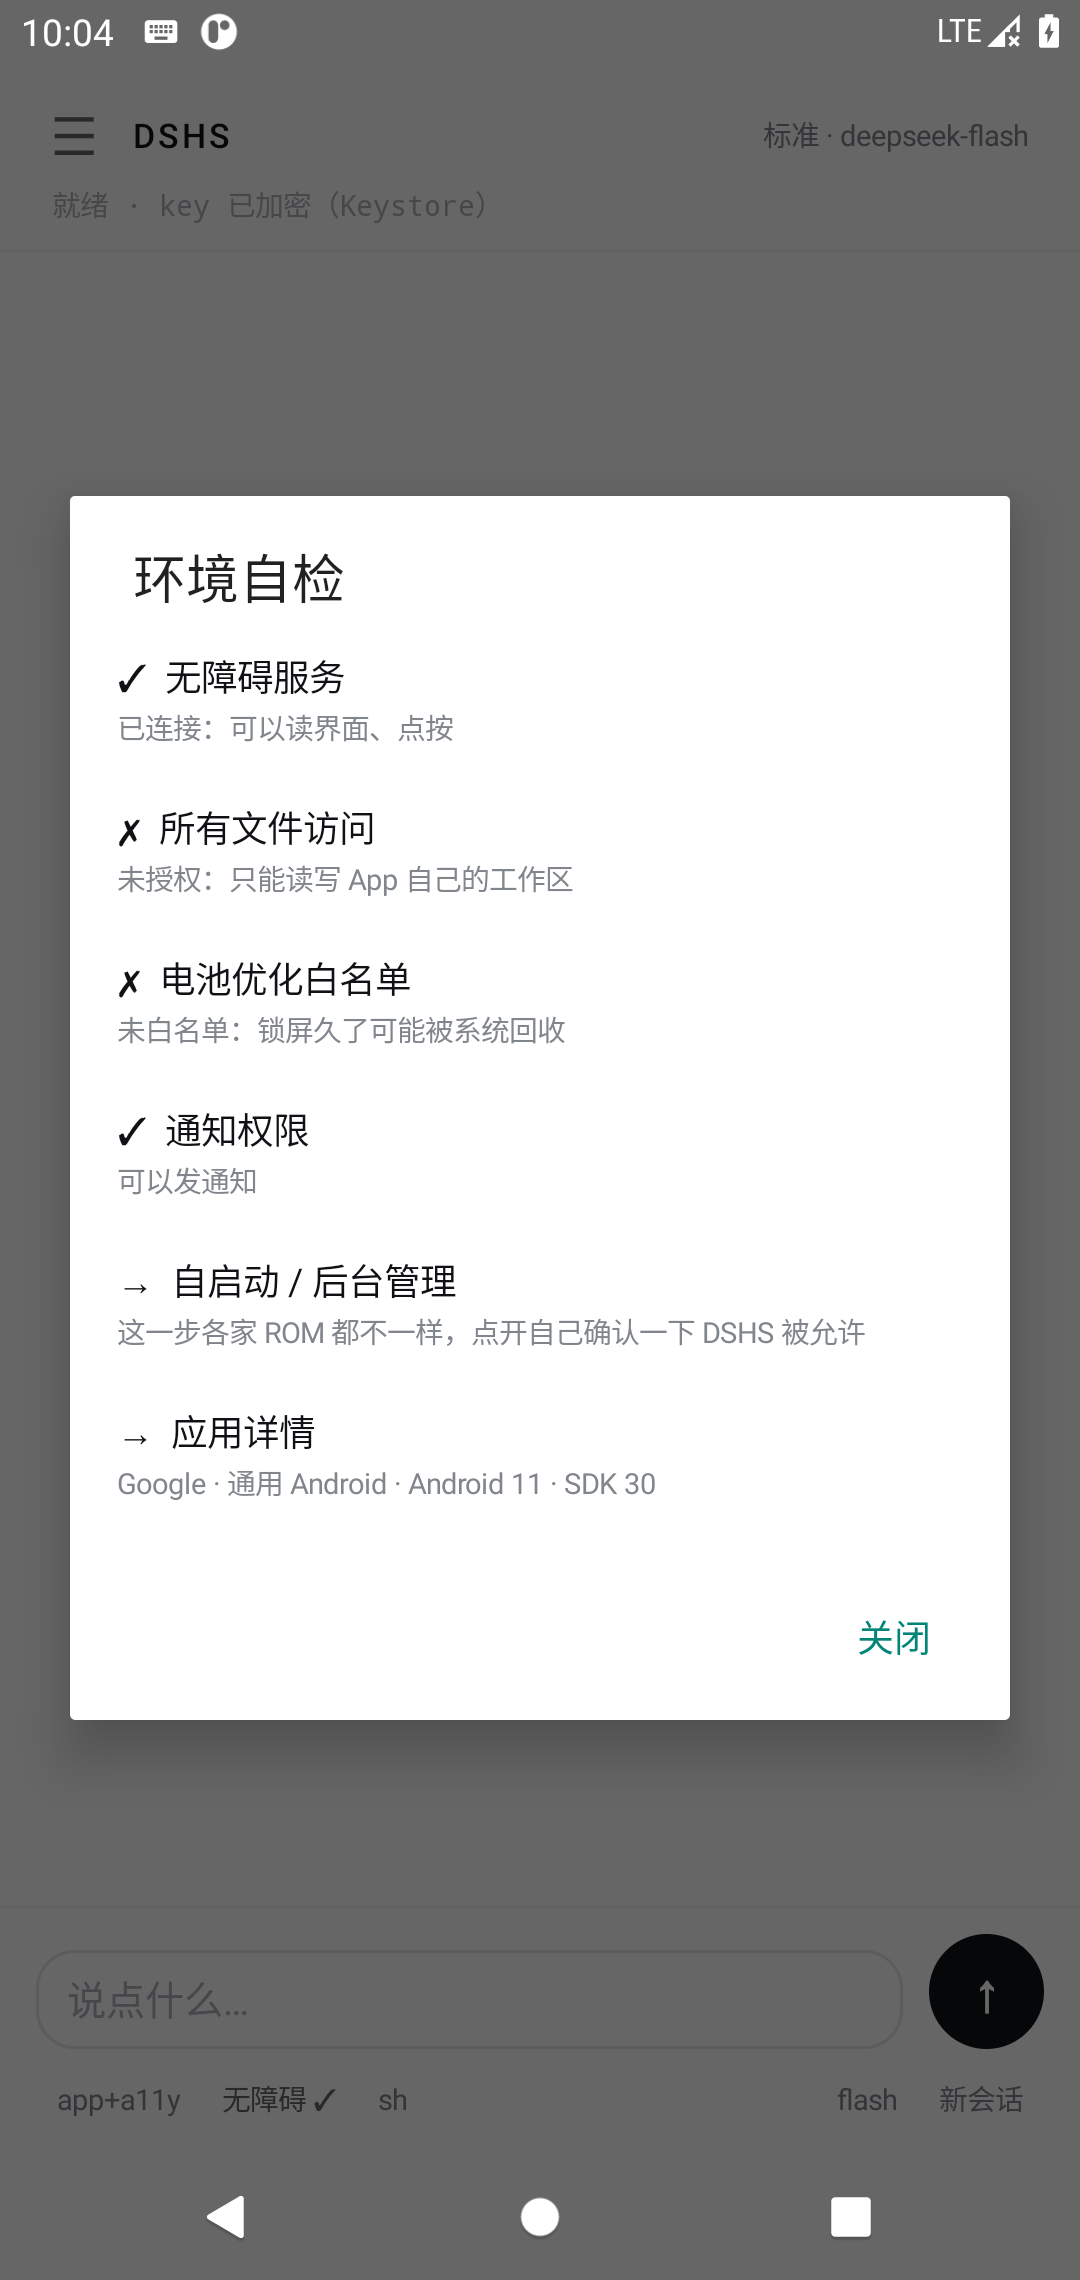 10:04
LTE
DSHS
标准 · deepseek-flash
就绪 · key 已加密（Keystore）
环境自检
✓ 无障碍服务
已连接：可以读界面、点按
✗ 所有文件访问
未授权：只能读写 App 自己的工作区
✗ 电池优化白名单
未白名单：锁屏久了可能被系统回收
✓ 通知权限
可以发通知
→ 自启动 / 后台管理
这一步各家 ROM 都不一样，点开自己确认一下 DSHS 被允许
→ 应用详情
Google · 通用 Android · Android 11 · SDK 30
关闭
说点什么…
↑
app+a11y 无障碍✓ sh flash 新会话